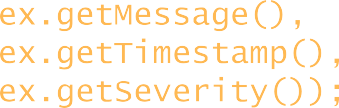 ex.getMessage(),
ex.getTimestamp(),
ex.getSeverity());